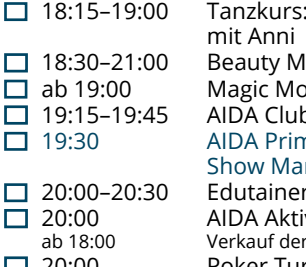 18:15–19:00 Tanzkurs:
mit Anni
18:30–21:00 Beauty M
ab 19:00 Magic Mo
19:15–19:45 AIDA Club
19:30 AIDA Prim
Show Mar
20:00–20:30 Edutainer
20:00 AIDA Akti
ab 18:00 Verkauf der
20:00 Poker Tur